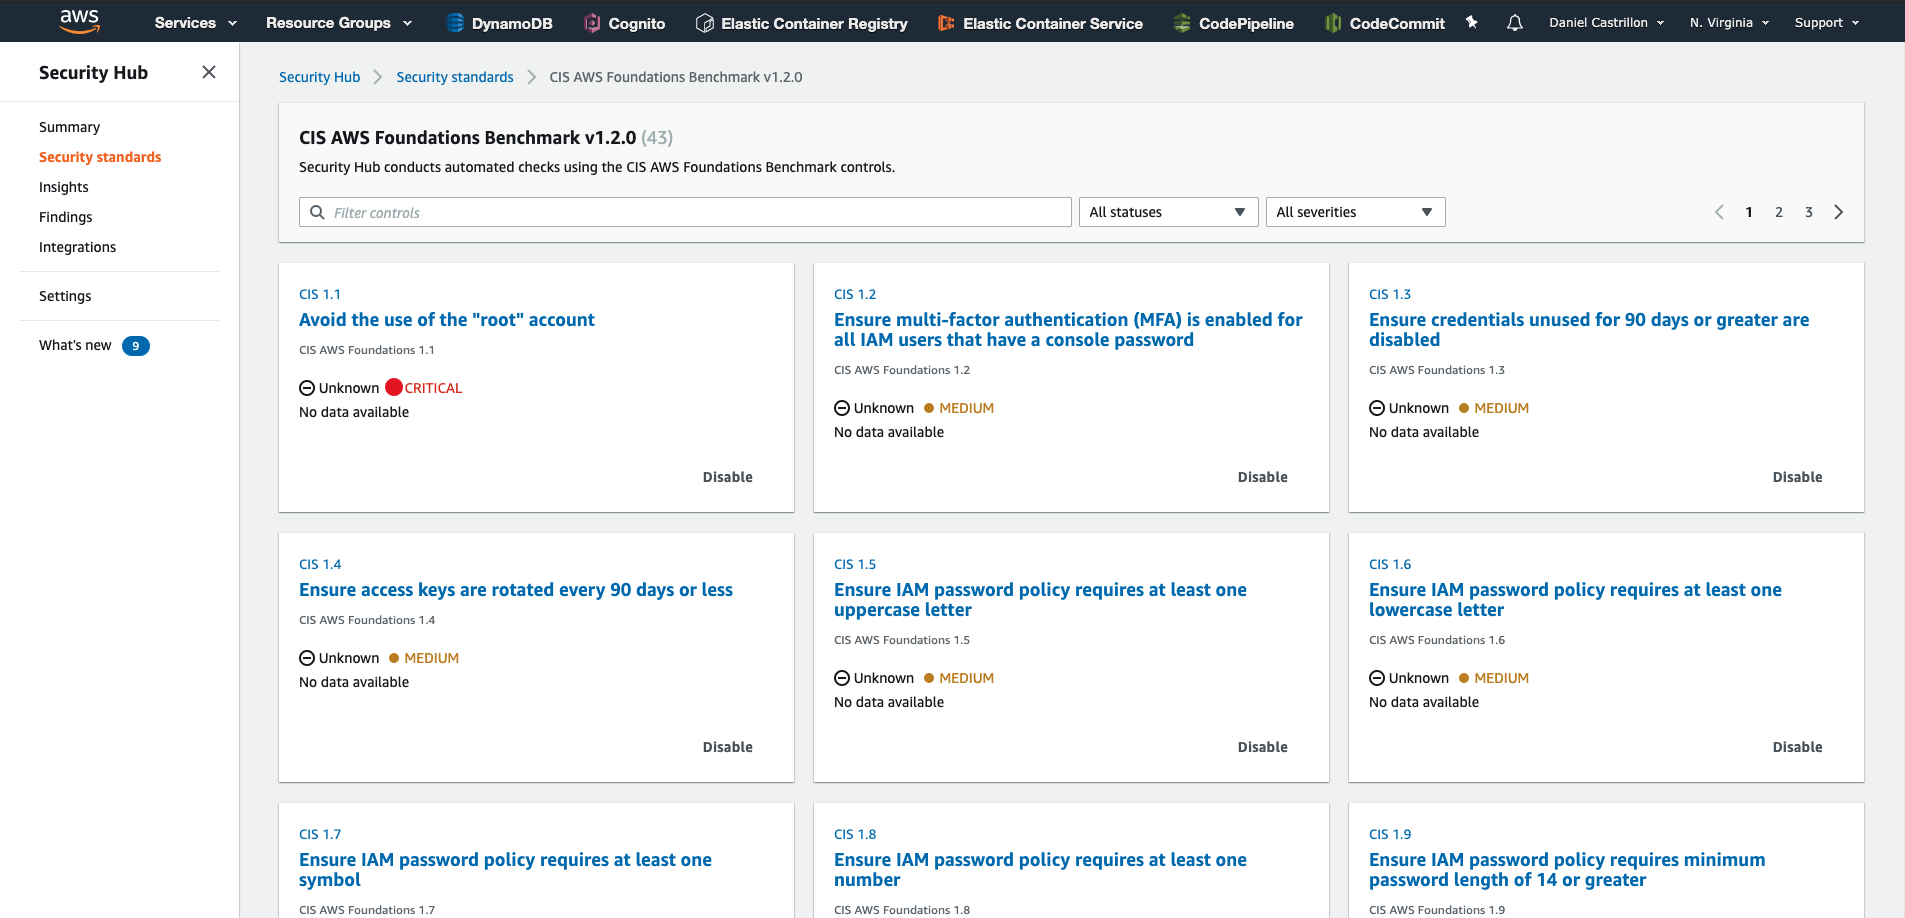 aws
Services
Resource Groups
DynamoDB
Cognito
Elastic Container Registry
Elastic Container Service
CodePipeline
CodeCommit
Daniel Castrillon
N. Virginia
Support
Security Hub
Summary
Security standards
Insights
Findings
Integrations
Settings
What's new 9
Security Hub
Security standards
CIS AWS Foundations Benchmark v1.2.0
CIS AWS Foundations Benchmark v1.2.0 (43)
Security Hub conducts automated checks using the CIS AWS Foundations Benchmark controls.
Filter controls
All statuses
All severities
1 2 3
CIS 1.1
Avoid the use of the "root" account
CIS AWS Foundations 1.1
Unknown CRITICAL
No data available
Disable
CIS 1.2
Ensure multi-factor authentication (MFA) is enabled for
all IAM users that have a console password
CIS AWS Foundations 1.2
Unknown MEDIUM
No data available
Disable
CIS 1.3
Ensure credentials unused for 90 days or greater are
disabled
CIS AWS Foundations 1.3
Unknown MEDIUM
No data available
Disable
CIS 1.4
Ensure access keys are rotated every 90 days or less
CIS AWS Foundations 1.4
Unknown MEDIUM
No data available
Disable
CIS 1.5
Ensure IAM password policy requires at least one
uppercase letter
CIS AWS Foundations 1.5
Unknown MEDIUM
No data available
Disable
CIS 1.6
Ensure IAM password policy requires at least one
lowercase letter
CIS AWS Foundations 1.6
Unknown MEDIUM
No data available
Disable
CIS 1.7
Ensure IAM password policy requires at least one
symbol
CIS AWS Foundations 1.7
CIS 1.8
Ensure IAM password policy requires at least one
number
CIS AWS Foundations 1.8
CIS 1.9
Ensure IAM password policy requires minimum
password length of 14 or greater
CIS AWS Foundations 1.9